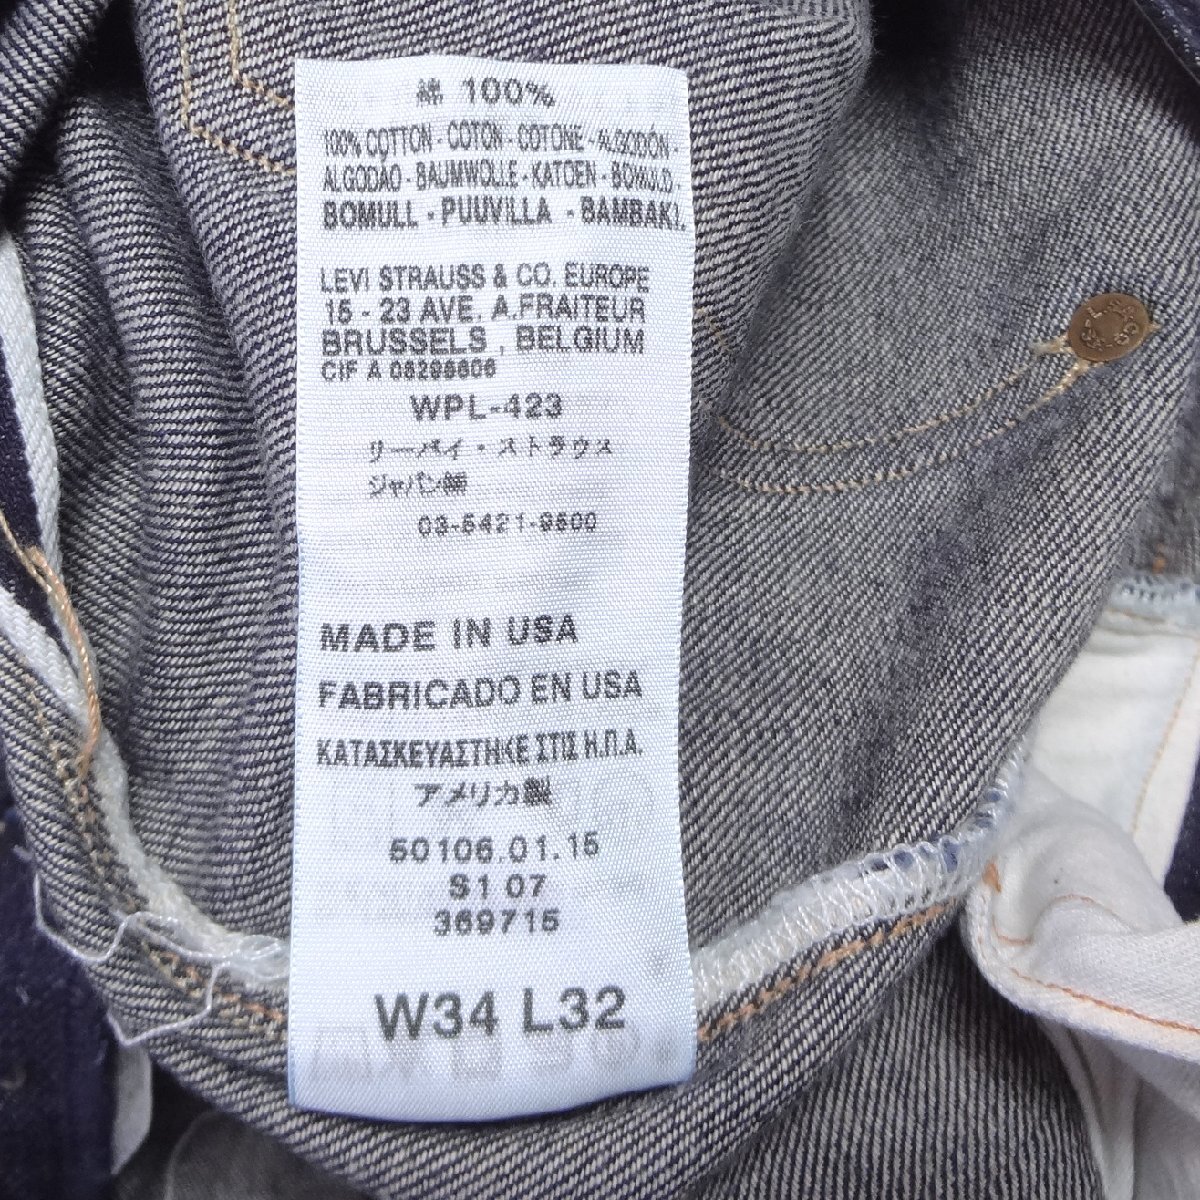 綿 100%
100% COTTON - COTON - COTONE - ALGODÓN -
ALGODÃO - BAUMWOLLE - KATOEN - BOMULD -
BOMULL - PUUVILLA - BAMBAKI.
LEVI STRAUSS & CO. EUROPE
15 - 23 AVE. A.FRAITEUR
BRUSSELS , BELGIUM
CIF A 08296606
WPL-423
リーバイ・ストラウス
ジャパン㈱
03-5421-9500
MADE IN USA
FABRICADO EN USA
ΚΑΤΑΣΚΕΥΑΣΤΗΚΕ ΣΤΙΣ Η.Π.Α.
アメリカ製
50106.01.15
S1 07
369715
W34 L32